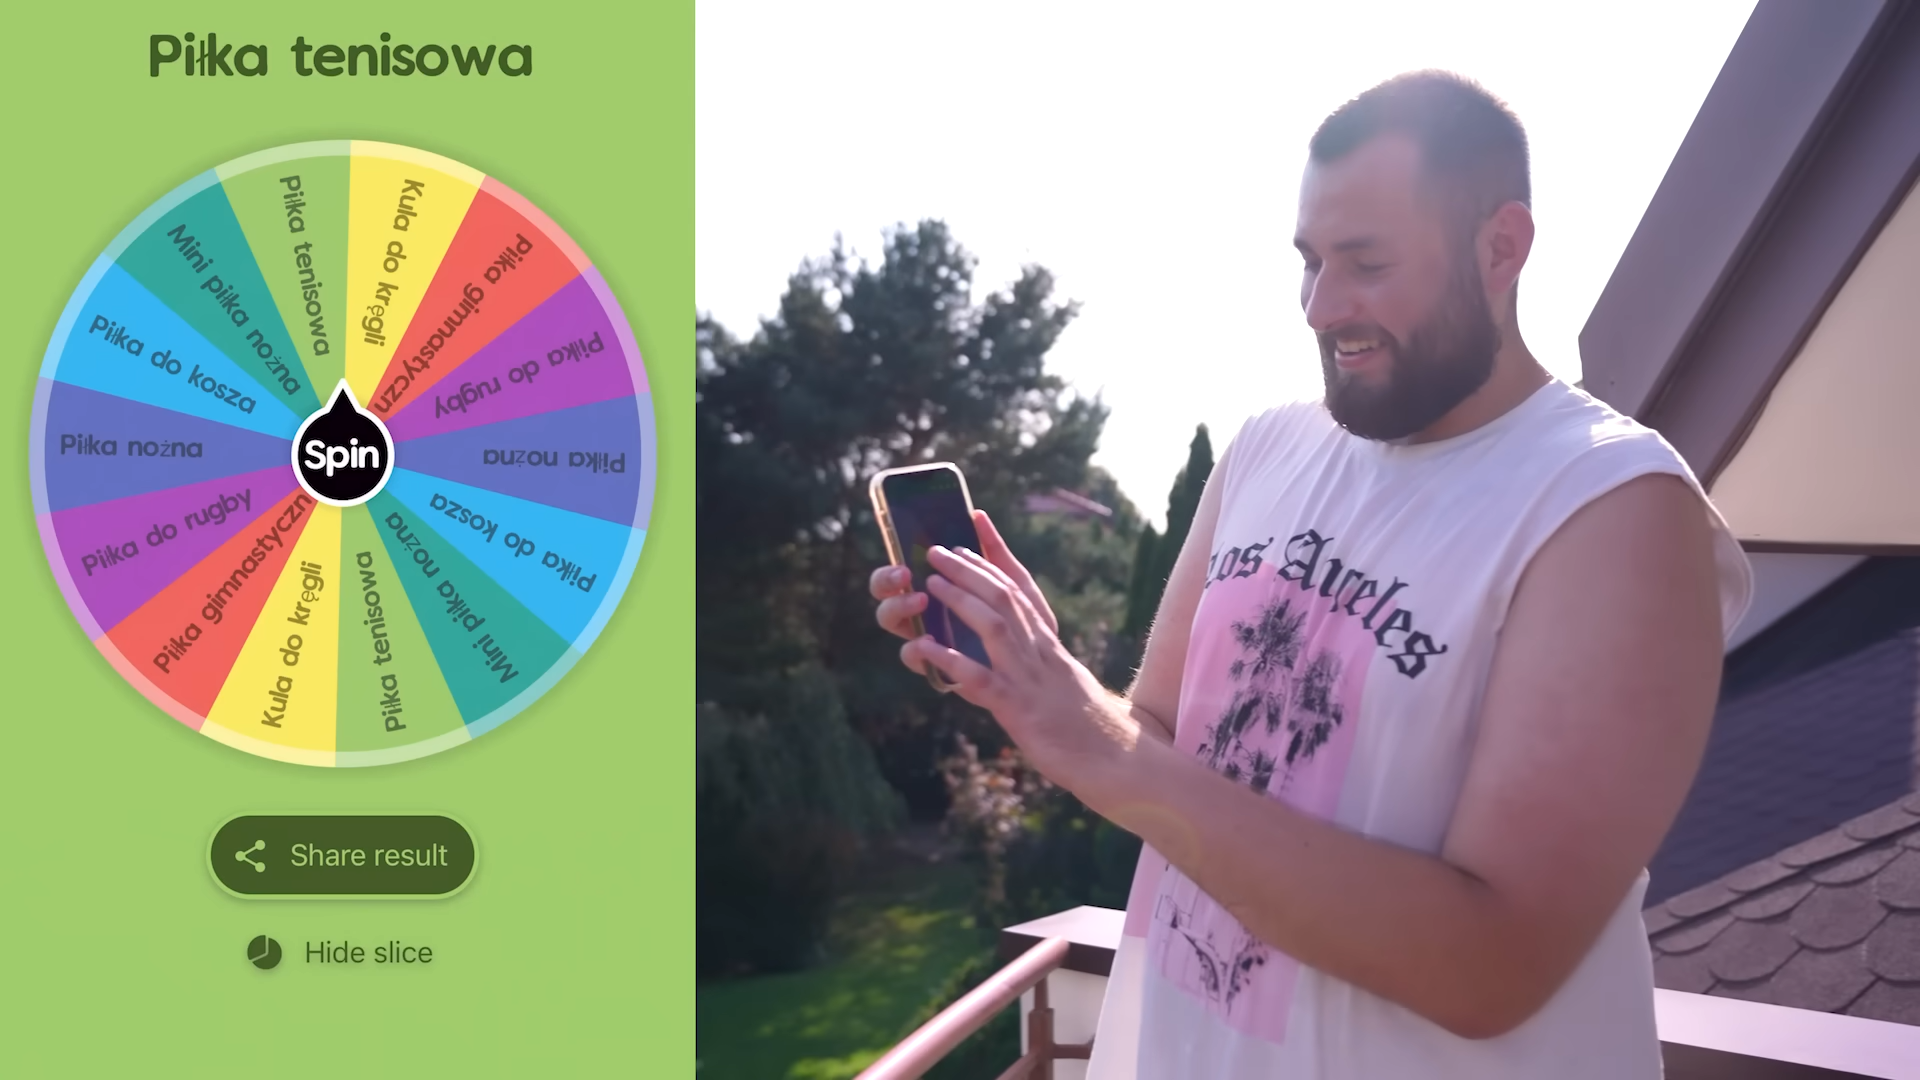 Piłka tenisowa
Piłka tenisowa
Kula do kręgli
Piłka gimnastyczn
Piłka do rugby
Piłka nożna
Piłka do kosza
Mini piłka nożna
Piłka tenisowa
Kula do kręgli
Piłka gimnastyczn
Piłka do rugby
Piłka nożna
Piłka do kosza
Mini piłka nożna
Spin
Share result
Hide slice
Los Angeles